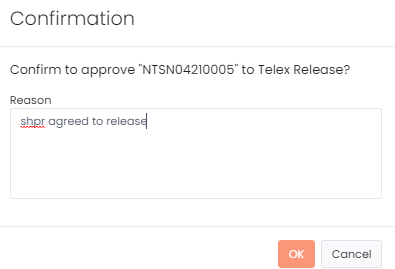 Confirmation
Confirm to approve "NTSN04210005" to Telex Release?
Reason
shpr agreed to release
OK
Cancel